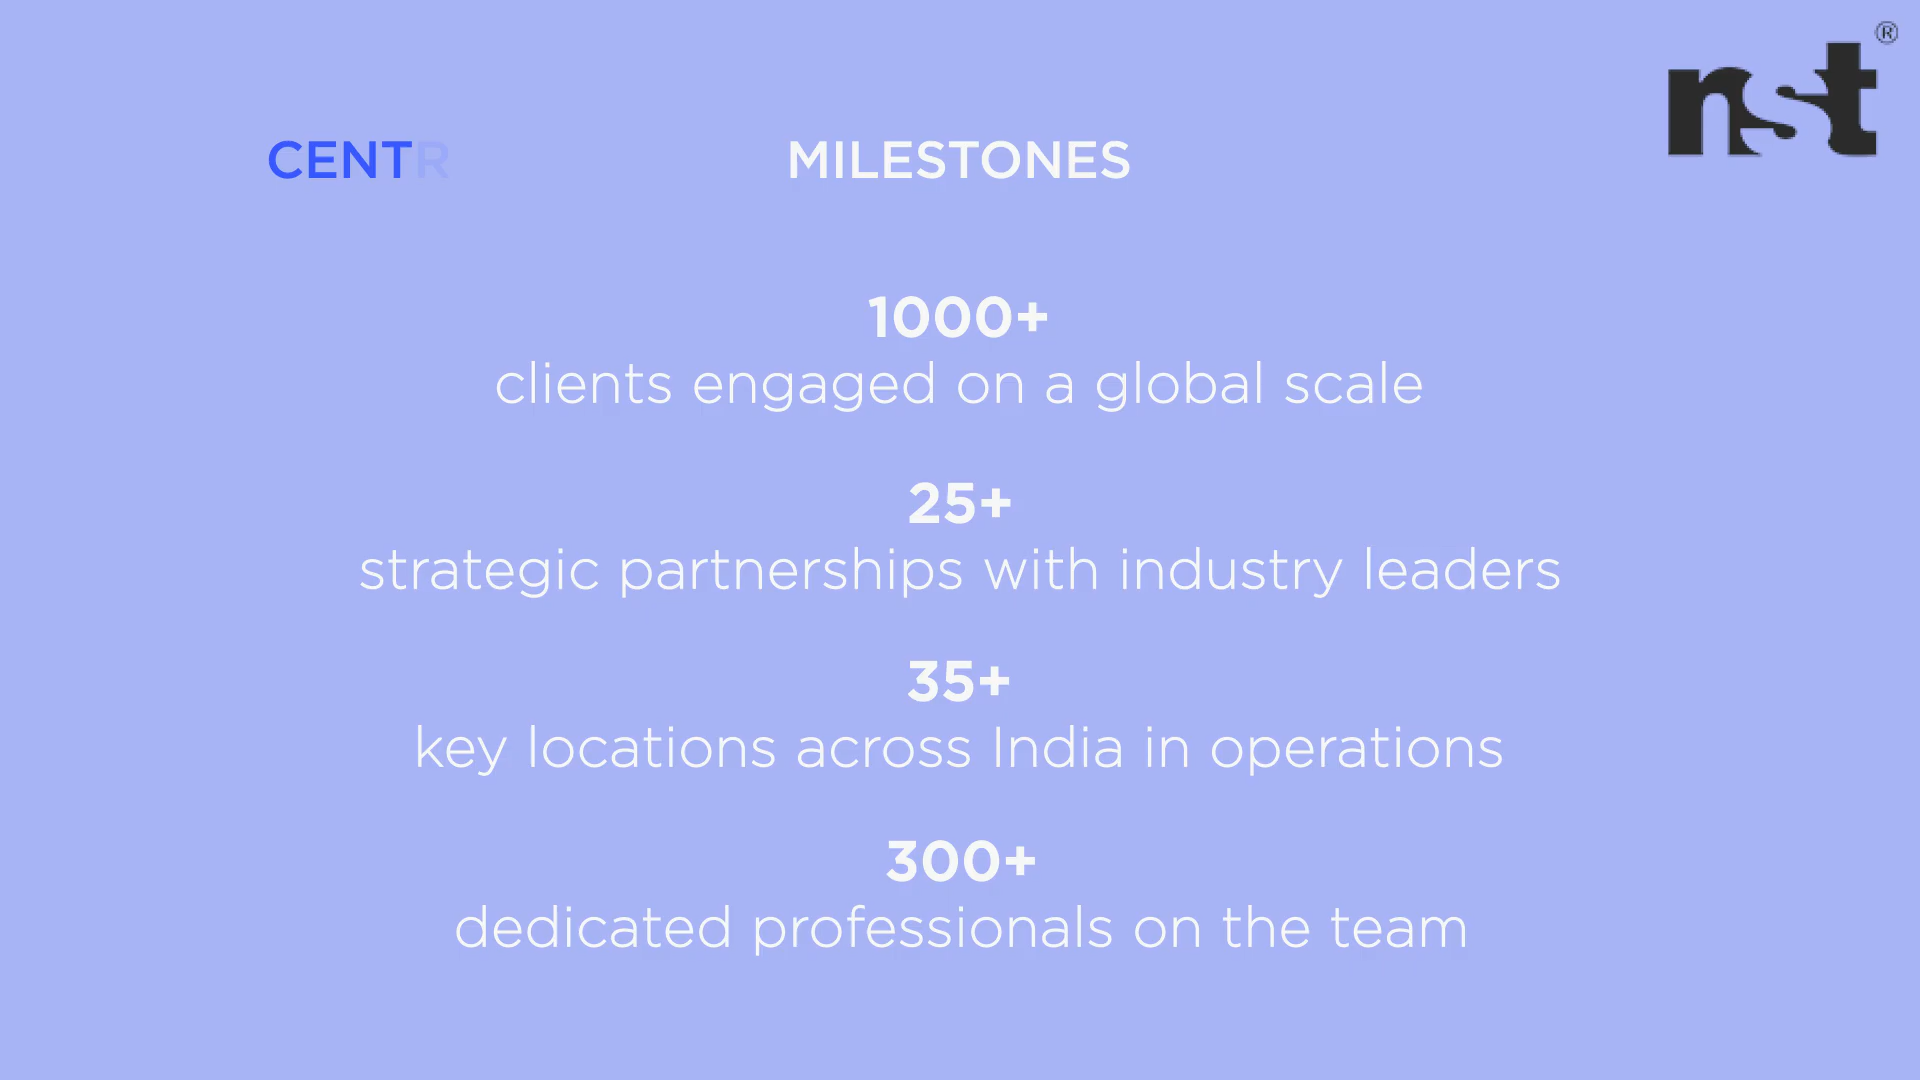 nst®
CENTR
MILESTONES
1000+
clients engaged on a global scale
25+
strategic partnerships with industry leaders
35+
key locations across India in operations
300+
dedicated professionals on the team